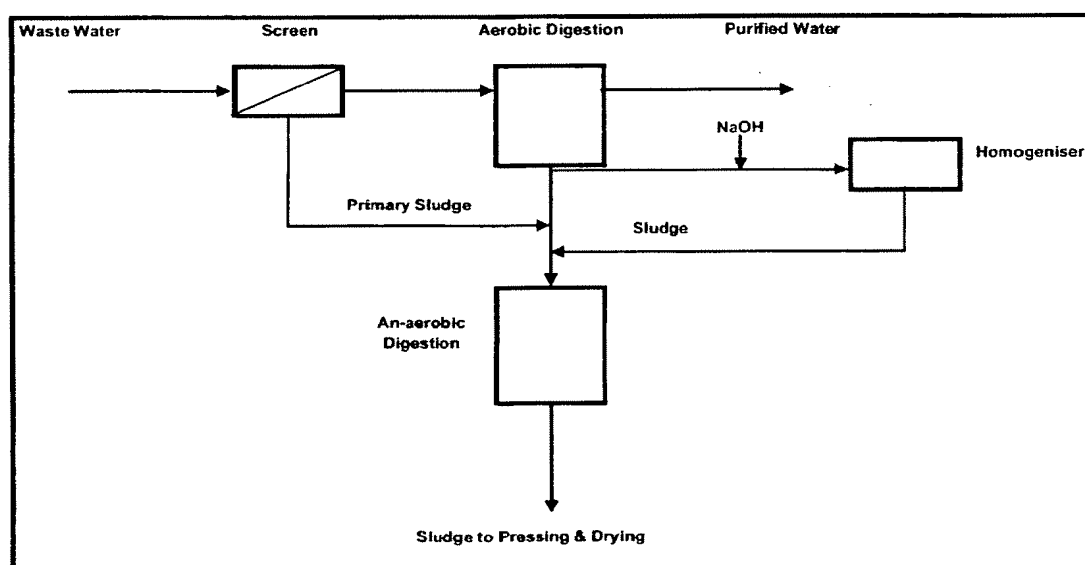 Waste Water
Screen
Aerobic Digestion
Purified Water
NaOH
Homogeniser
Primary Sludge
Sludge
An-aerobic
Digestion
Sludge to Pressing & Drying